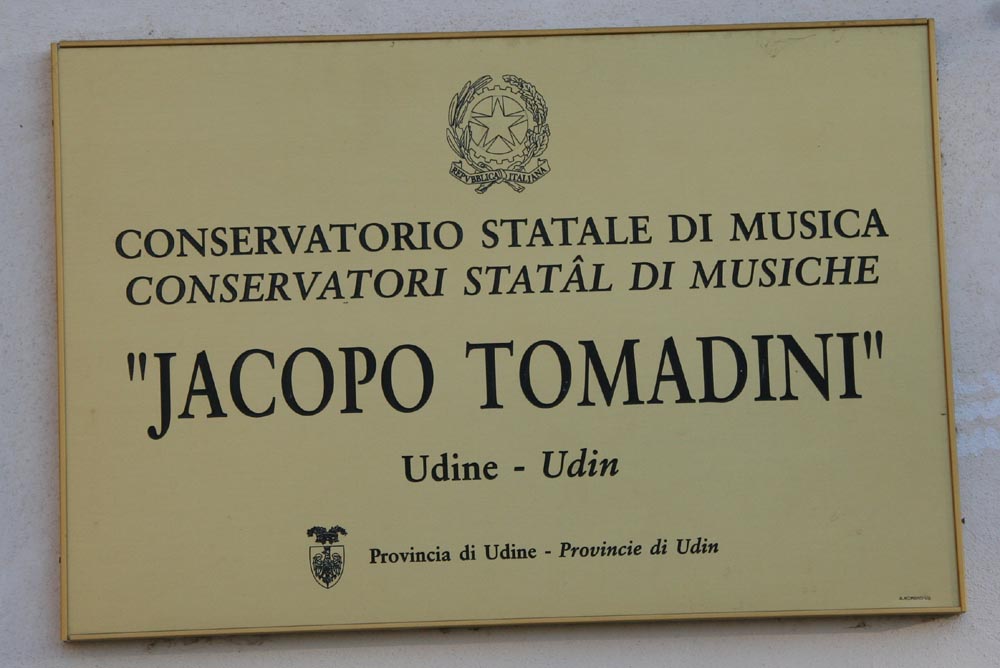 REPVBBLICA ITALIANA
CONSERVATORIO STATALE DI MUSICA
CONSERVATORI STATÂL DI MUSICHE
"JACOPO TOMADINI"
Udine - Udin
Provincia di Udine - Provincie di Udin